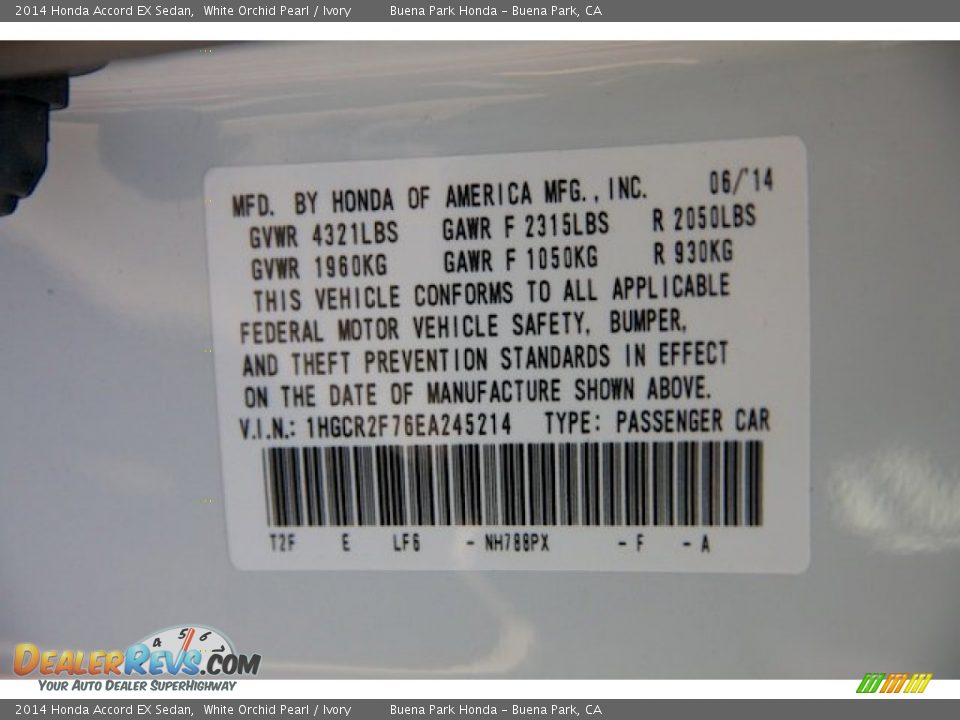 2014 Honda Accord EX Sedan, White Orchid Pearl / Ivory Buena Park Honda - Buena Park, CA
MFD. BY HONDA OF AMERICA MFG., INC. 06/'14
GVWR 4321LBS GAWR F 2315LBS R 2050LBS
GVWR 1960KG GAWR F 1050KG R 930KG
THIS VEHICLE CONFORMS TO ALL APPLICABLE
FEDERAL MOTOR VEHICLE SAFETY, BUMPER,
AND THEFT PREVENTION STANDARDS IN EFFECT
ON THE DATE OF MANUFACTURE SHOWN ABOVE.
V.I.N.: 1HGCR2F76EA245214 TYPE: PASSENGER CAR
T2F E LF6 - NH788PX - F - A
4 5 6
DEALERREVS.COM
YOUR AUTO DEALER SUPERHIGHWAY
2014 Honda Accord EX Sedan, White Orchid Pearl / Ivory Buena Park Honda - Buena Park, CA